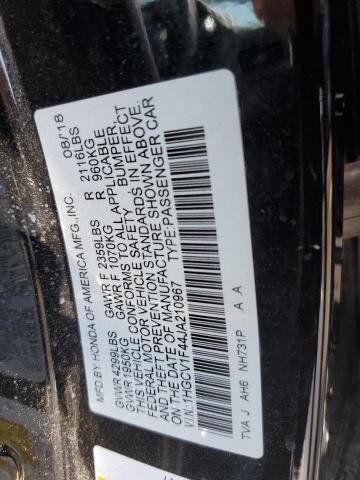 MFD.BY HONDA OF AMERICA MFG.,INC. 08/18
GVWR 4299LBS GAWR F 2359LBS R 2116LBS
GVWR 1950KG GAWR F 1070KG R 960KG
THIS VEHICLE CONFORMS TO ALL APPLICABLE
FEDERAL MOTOR VEHICLE SAFETY, BUMPER,
AND THEFT PREVENTION STANDARDS IN EFFECT
ON THE DATE OF MANUFACTURE SHOWN ABOVE.
V.I.N:1HGCV1F44JA210967 TYPE:PASSENGER CAR
TVA J AH6 NH731P A A